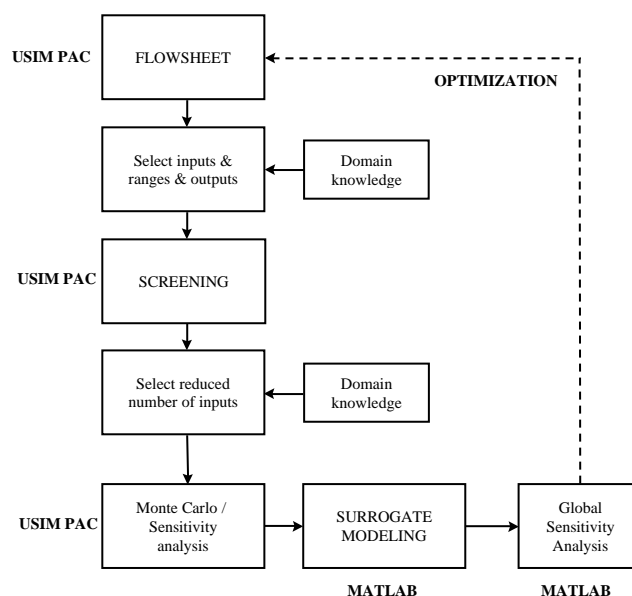 USIM PAC
FLOWSHEET
OPTIMIZATION
Select inputs &
ranges & outputs
Domain
knowledge
USIM PAC
SCREENING
Select reduced
number of inputs
Domain
knowledge
USIM PAC
Monte Carlo /
Sensitivity
analysis
SURROGATE
MODELING
Global
Sensitivity
Analysis
MATLAB
MATLAB